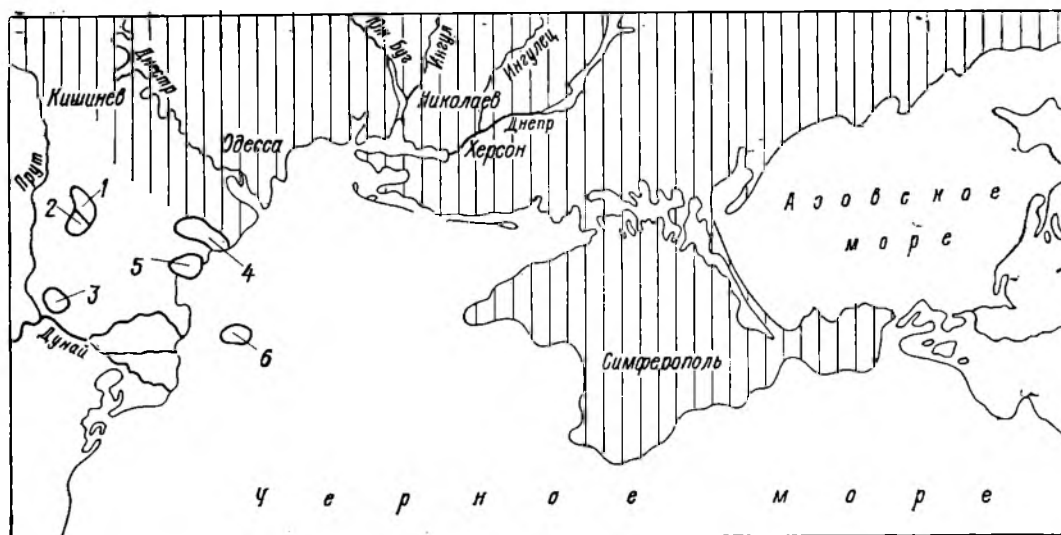 Юж. Буг
Ингул
Ингулец
Днестр
Кишинев
Николаев
Днепр
Одесса
Херсон
Прут
1
2
Азовское
море
5
4
3
Дунай
6
Симферополь
Черное море